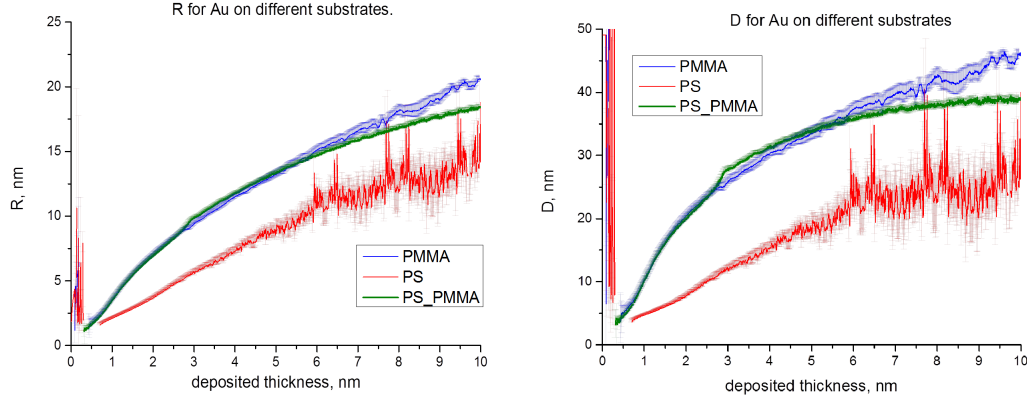 R for Au on different substrates.
25
20
15
10
5
0
R, nm
PMMA
PS
PS_PMMA
0 1 2 3 4 5 6 7 8 9 10
deposited thickness, nm
D for Au on different substrates
50
40
30
20
10
0
D, nm
PMMA
PS
PS_PMMA
0 1 2 3 4 5 6 7 8 9 10
deposited thickness, nm